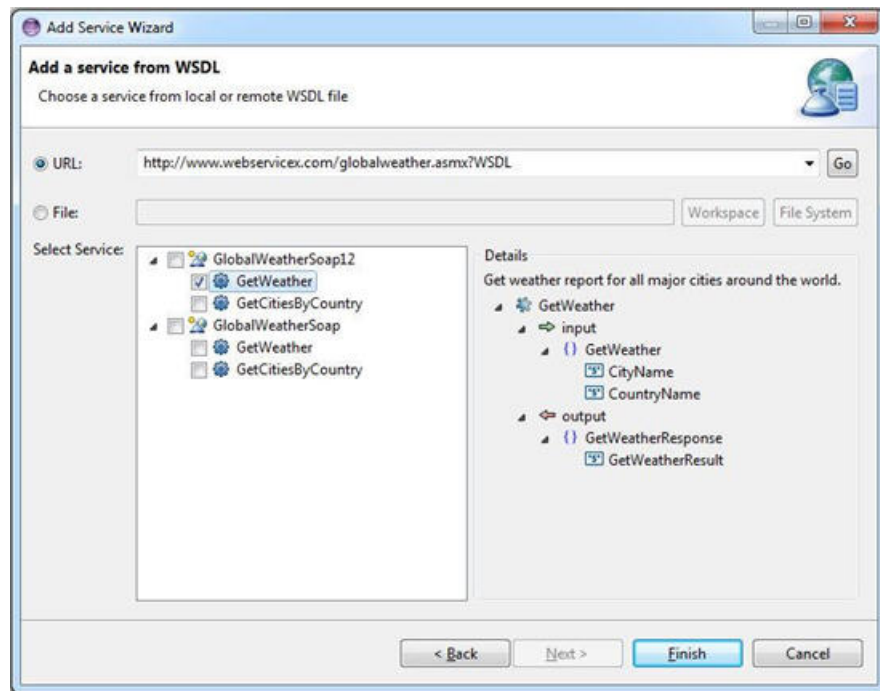 Add Service Wizard
Add a service from WSDL
Choose a service from local or remote WSDL file
URL: http://www.webservicex.com/globalweather.asmx?WSDL Go
File: Workspace File System
Select Service:
GlobalWeatherSoap12
GetWeather
GetCitiesByCountry
GlobalWeatherSoap
GetWeather
GetCitiesByCountry
Details
Get weather report for all major cities around the world.
GetWeather
input
{} GetWeather
"S" CityName
"S" CountryName
output
{} GetWeatherResponse
"S" GetWeatherResult
< Back Next > Finish Cancel